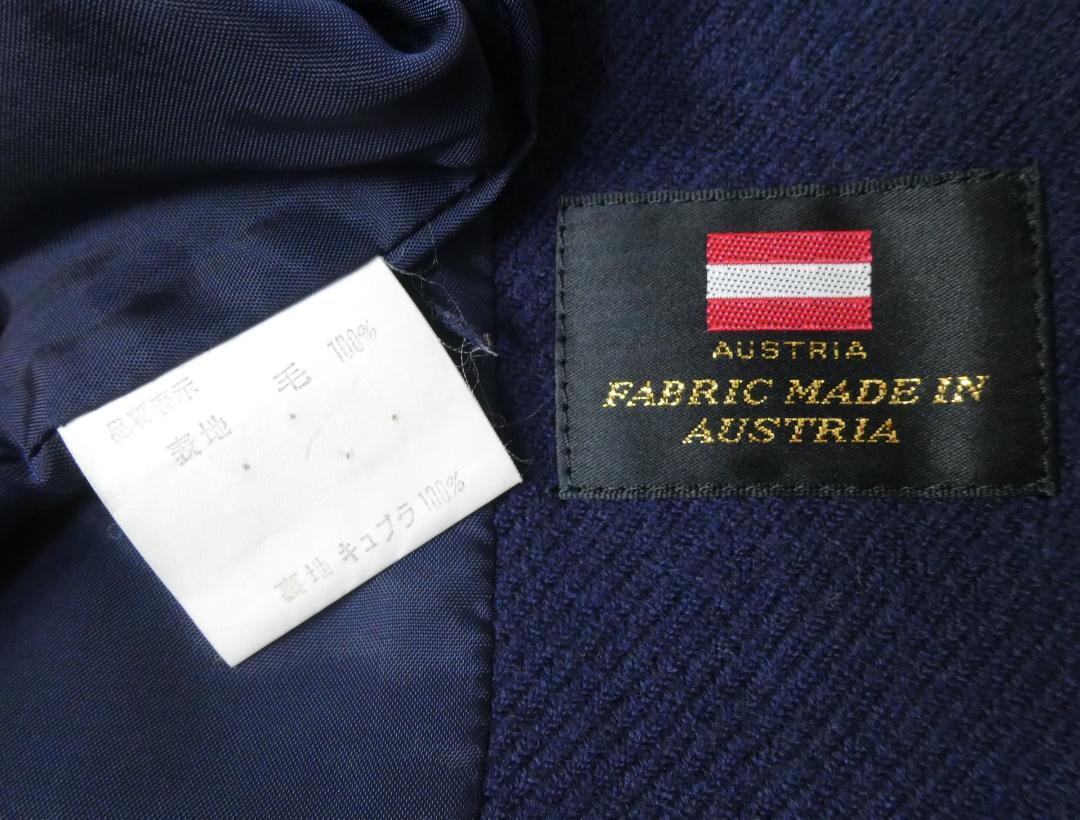 品質表示
表地 毛 100%
裏地 キュプラ 100%
AUSTRIA
FABRIC MADE IN
AUSTRIA